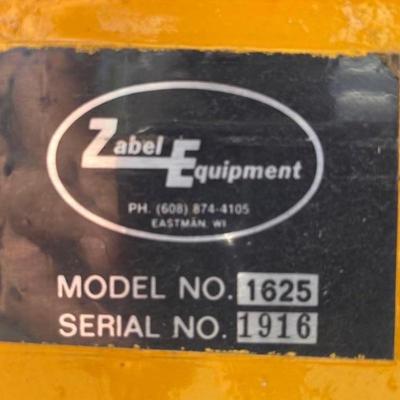 Zabel Equipment
PH. (608) 874-4105
EASTMAN, WI
MODEL NO. 1625
SERIAL NO. 1916